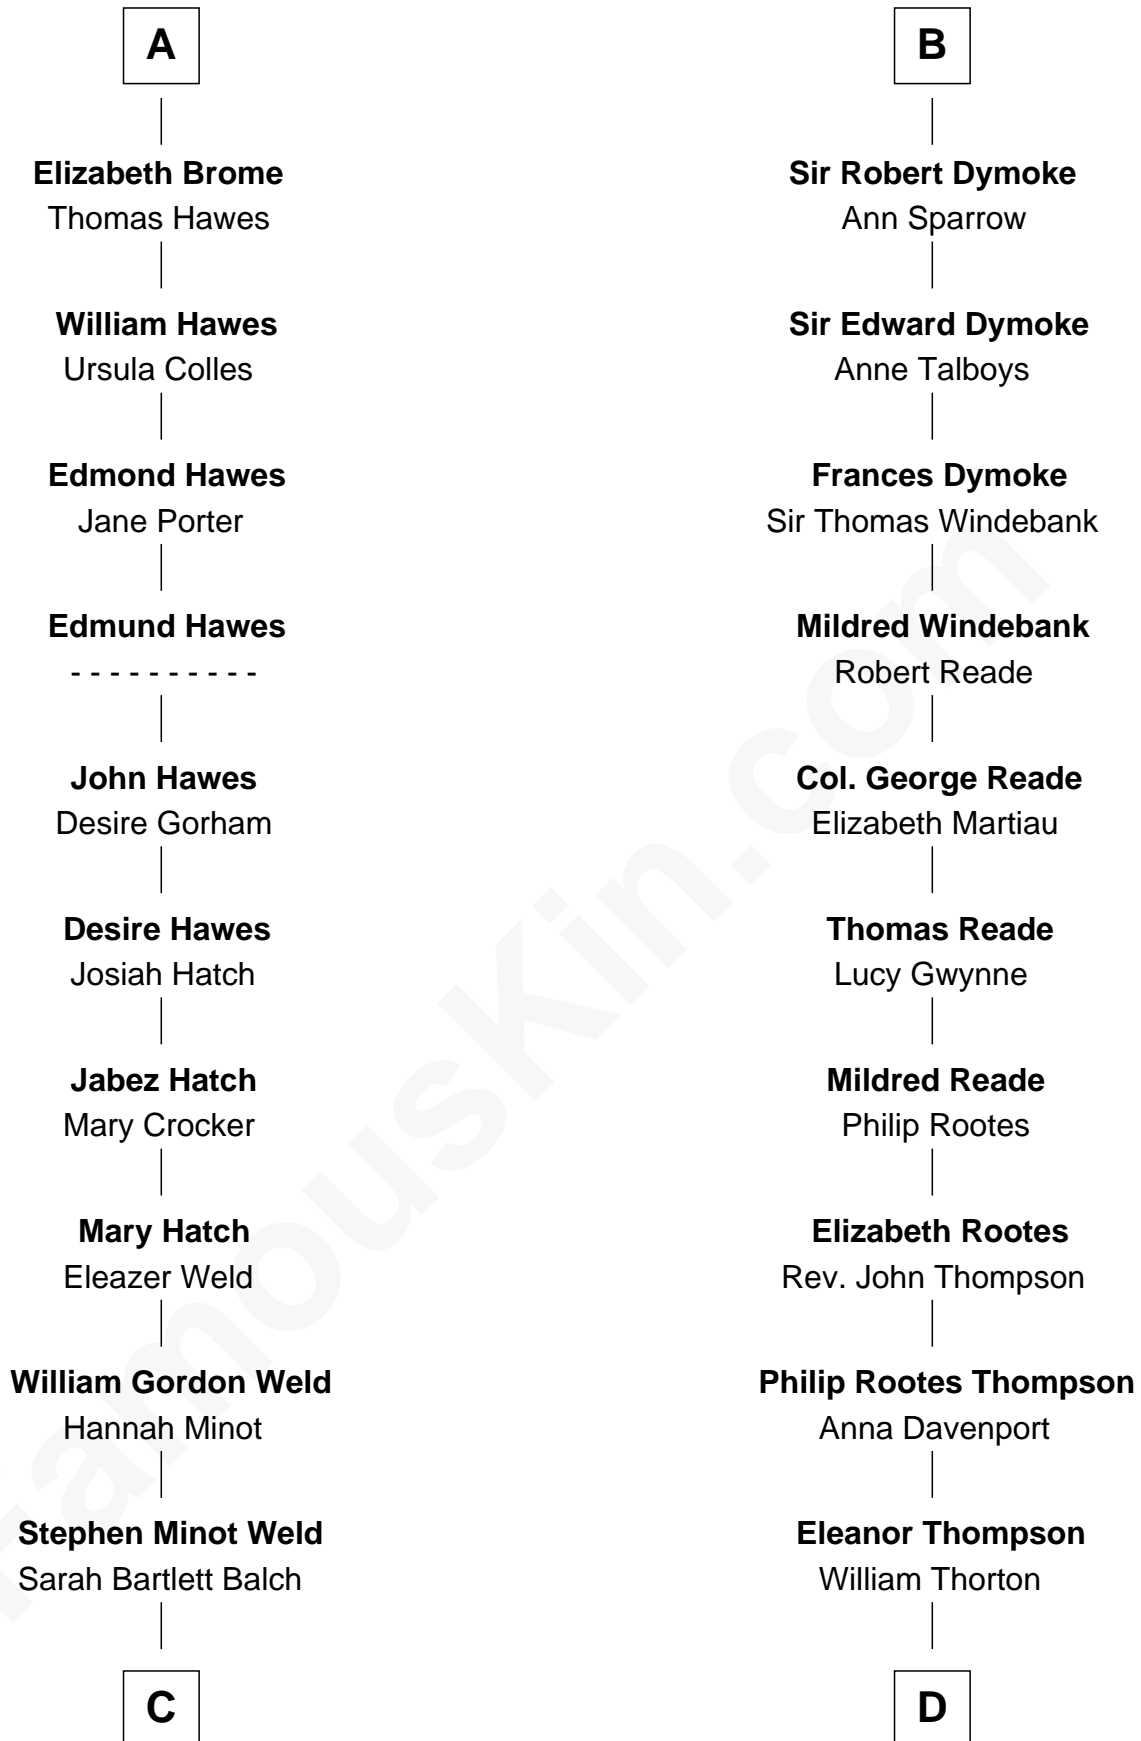 A
Elizabeth Brome
Thomas Hawes
William Hawes
Ursula Colles
Edmond Hawes
Jane Porter
Edmund Hawes
- - - - - - - - - -
John Hawes
Desire Gorham
Desire Hawes
Josiah Hatch
Jabez Hatch
Mary Crocker
Mary Hatch
Eleazer Weld
William Gordon Weld
Hannah Minot
Stephen Minot Weld
Sarah Bartlett Balch
C
B
Sir Robert Dymoke
Ann Sparrow
Sir Edward Dymoke
Anne Talboys
Frances Dymoke
Sir Thomas Windebank
Mildred Windebank
Robert Reade
Col. George Reade
Elizabeth Martiau
Thomas Reade
Lucy Gwynne
Mildred Reade
Philip Rootes
Elizabeth Rootes
Rev. John Thompson
Philip Rootes Thompson
Anna Davenport
Eleanor Thompson
William Thorton
D
FamousKin.com